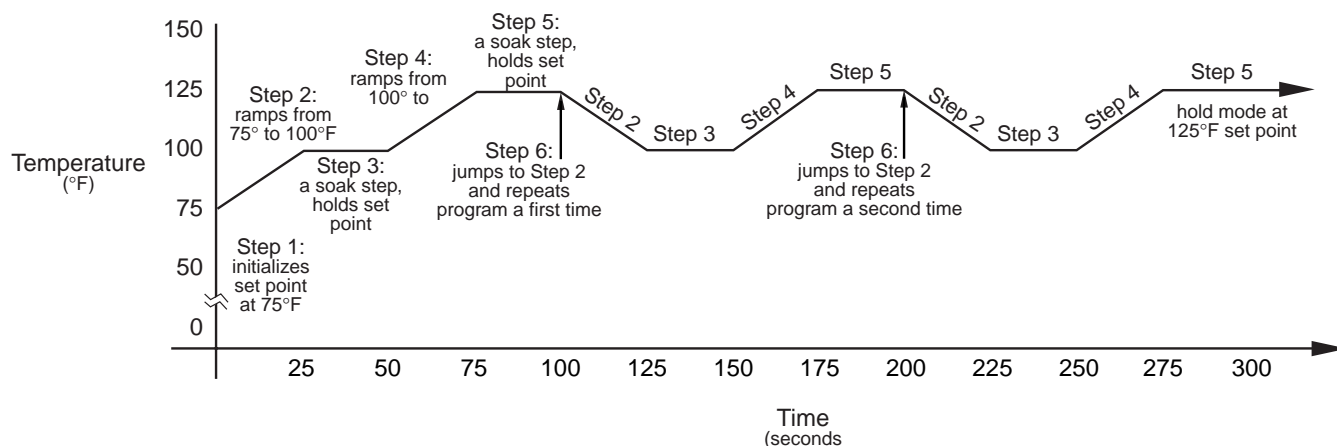 150
125
100
75
50
0
Temperature
(°F)
Step 1:
initializes
set point
at 75°F
Step 2:
ramps from
75° to 100°F
Step 3:
a soak step,
holds set
point
Step 4:
ramps from
100° to
Step 5:
a soak step,
holds set
point
Step 6:
jumps to Step 2
and repeats
program a first time
Step 2
Step 3
Step 4
Step 5
Step 6:
jumps to Step 2
and repeats
program a second time
Step 2
Step 3
Step 4
Step 5
hold mode at
125°F set point
25 50 75 100 125 150 175 200 225 250 275 300
Time
(seconds